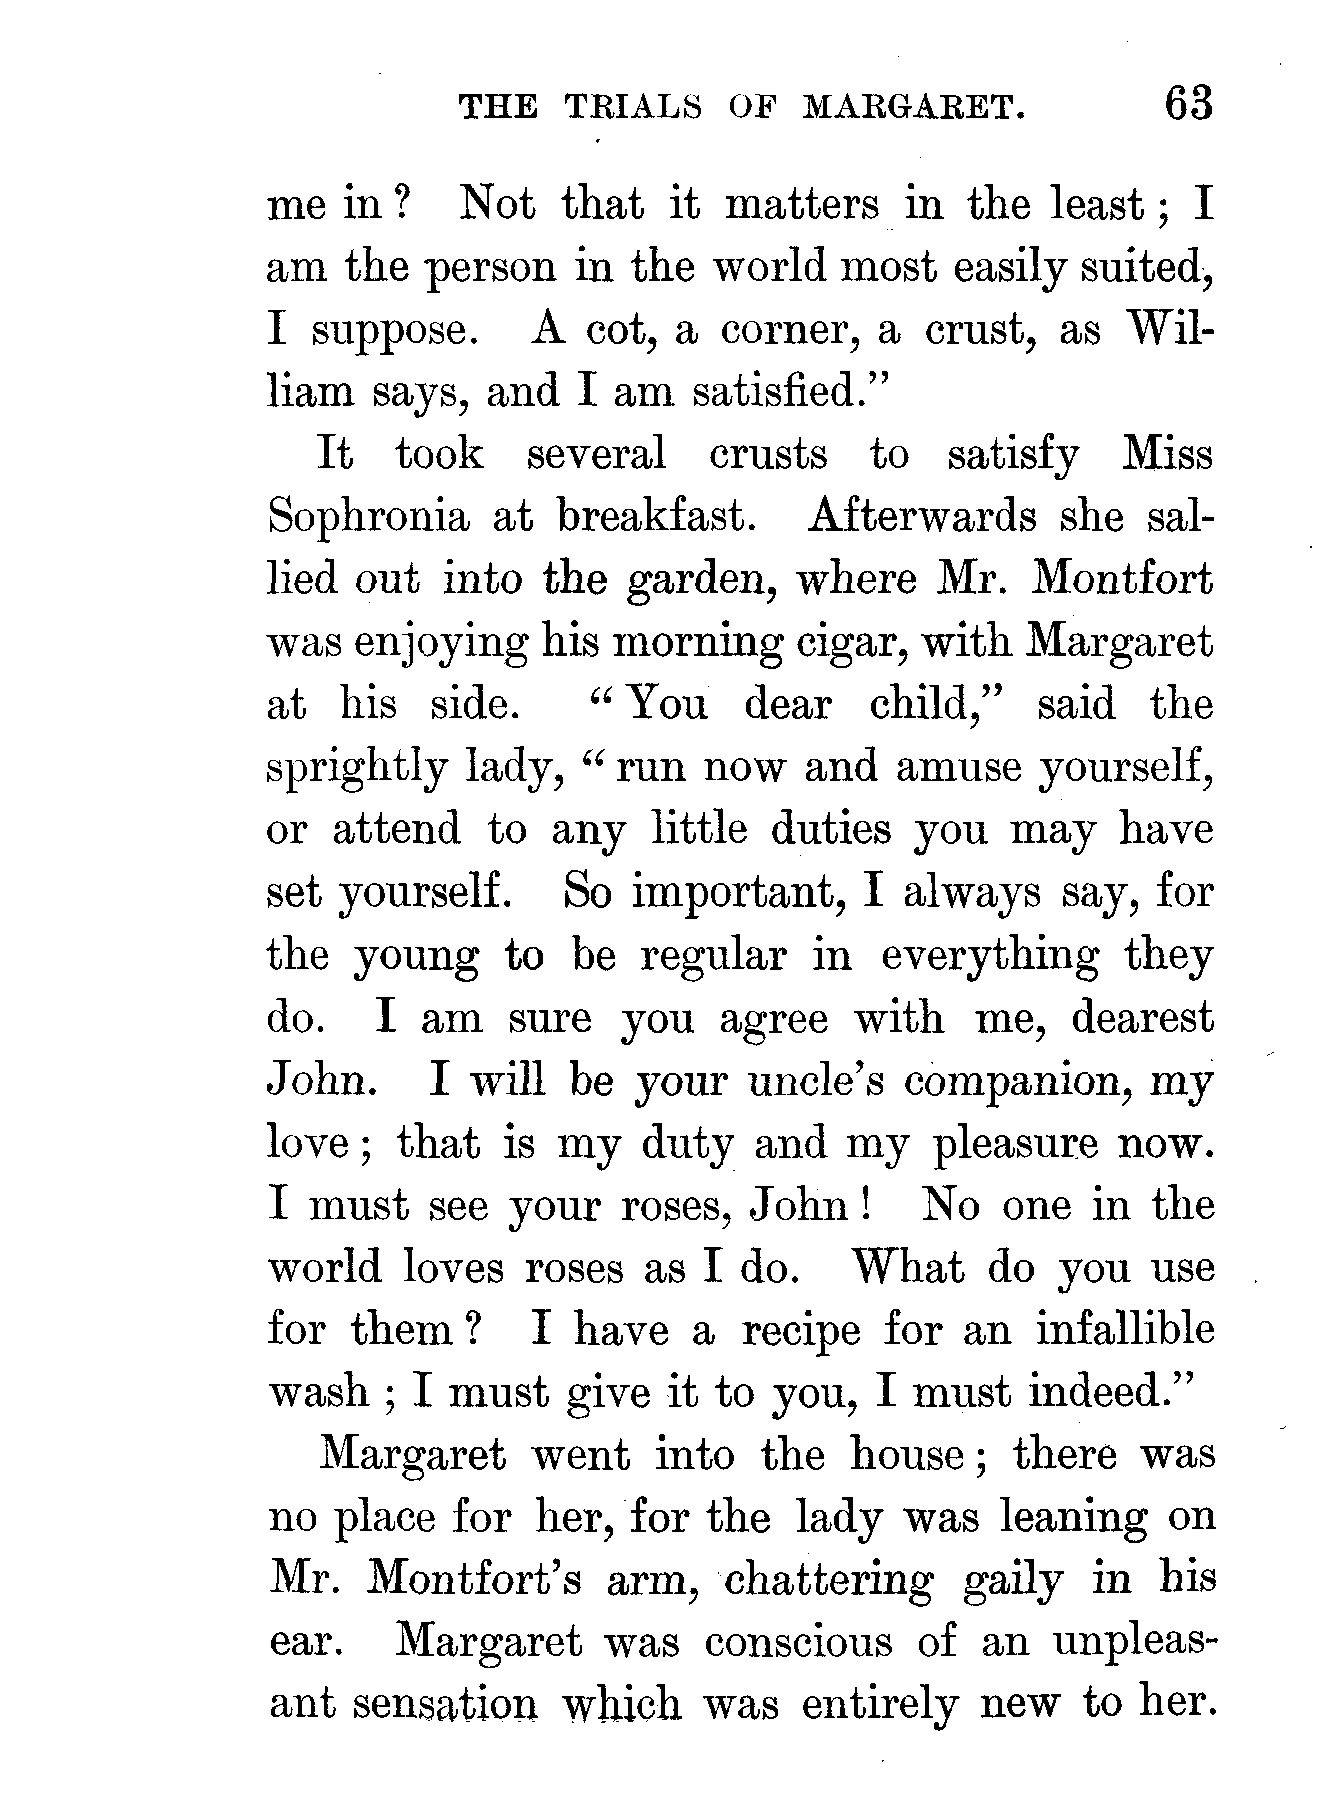 THE TRIALS OF MARGARET. 63
me in? Not that it matters in the least; I
am the person in the world most easily suited,
I suppose. A cot, a corner, a crust, as Wil-
liam says, and I am satisfied."
It took several crusts to satisfy Miss
Sophronia at breakfast. Afterwards she sal-
lied out into the garden, where Mr. Montfort
was enjoying his morning cigar, with Margaret
at his side. "You dear child," said the
sprightly lady, "run now and amuse yourself,
or attend to any little duties you may have
set yourself. So important, I always say, for
the young to be regular in everything they
do. I am sure you agree with me, dearest
John. I will be your uncle's companion, my
love; that is my duty and my pleasure now.
I must see your roses, John! No one in the
world loves roses as I do. What do you use
for them? I have a recipe for an infallible
wash; I must give it to you, I must indeed."
Margaret went into the house; there was
no place for her, for the lady was leaning on
Mr. Montfort's arm, chattering gaily in his
ear. Margaret was conscious of an unpleas-
ant sensation which was entirely new to her.